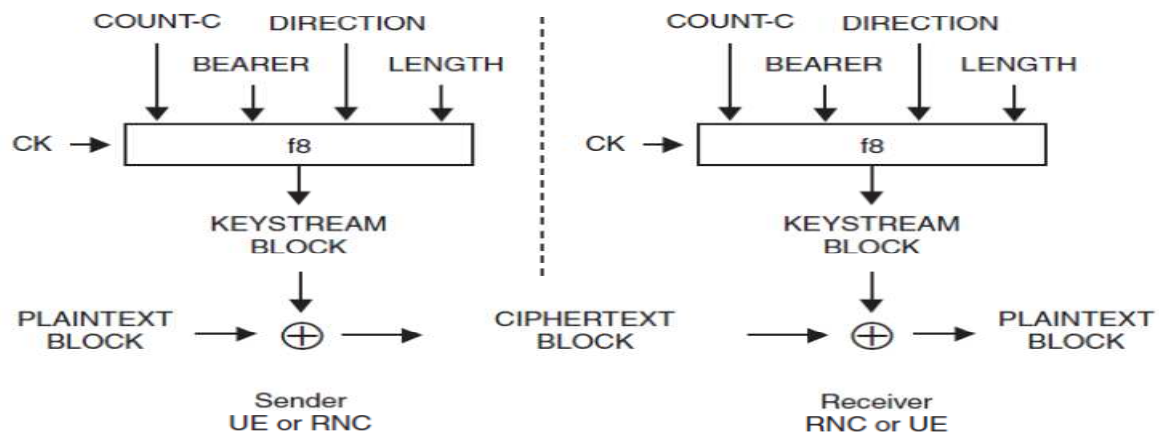 COUNT-C DIRECTION COUNT-C DIRECTION
BEARER LENGTH BEARER LENGTH
CK f8 CK f8
KEYSTREAM KEYSTREAM
BLOCK BLOCK
PLAINTEXT CIPHERTEXT PLAINTEXT
BLOCK BLOCK BLOCK
Sender Receiver
UE or RNC RNC or UE